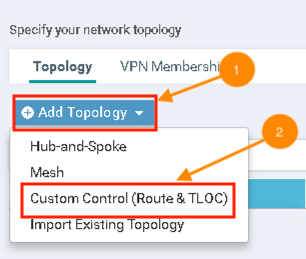 Specify your network topology
Topology VPN Membershi
1
Add Topology
2
Hub-and-Spoke
Mesh
Custom Control (Route & TLOC)
Import Existing Topology